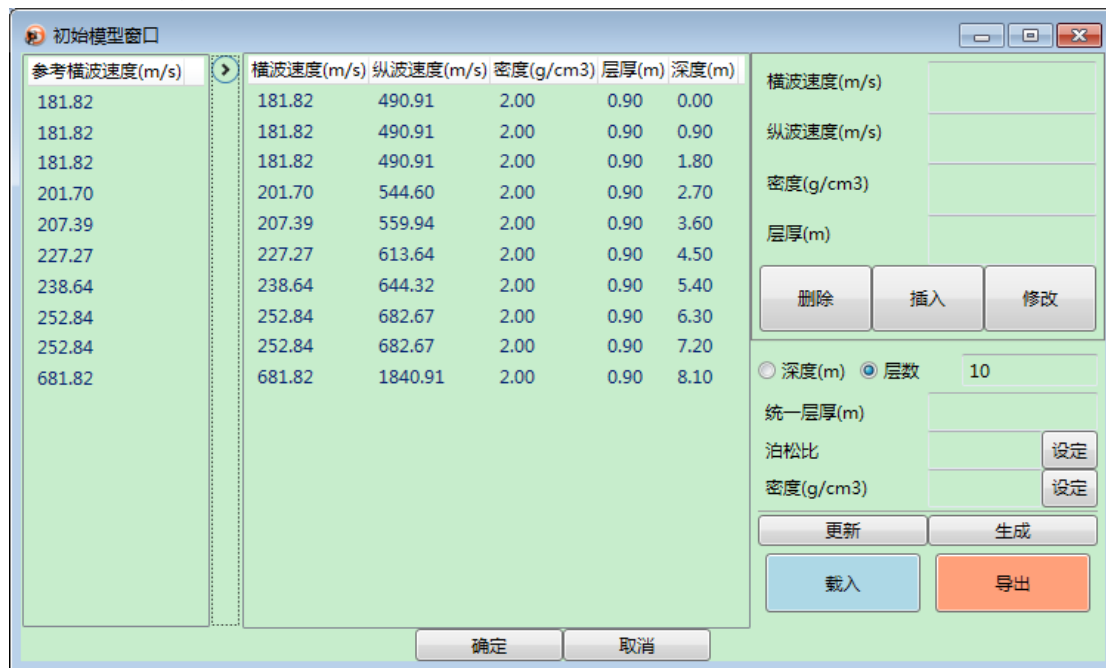 初始模型窗口
参考横波速度(m/s) 横波速度(m/s) 纵波速度(m/s) 密度(g/cm3) 层厚(m) 深度(m)
181.82 181.82 490.91 2.00 0.90 0.00
181.82 181.82 490.91 2.00 0.90 0.90
181.82 181.82 490.91 2.00 0.90 1.80
201.70 201.70 544.60 2.00 0.90 2.70
207.39 207.39 559.94 2.00 0.90 3.60
227.27 227.27 613.64 2.00 0.90 4.50
238.64 238.64 644.32 2.00 0.90 5.40
252.84 252.84 682.67 2.00 0.90 6.30
252.84 252.84 682.67 2.00 0.90 7.20
681.82 681.82 1840.91 2.00 0.90 8.10
横波速度(m/s)
纵波速度(m/s)
密度(g/cm3)
层厚(m)
删除 插入 修改
深度(m) 层数 10
统一层厚(m)
泊松比 设定
密度(g/cm3) 设定
更新 生成
载入 导出
确定 取消